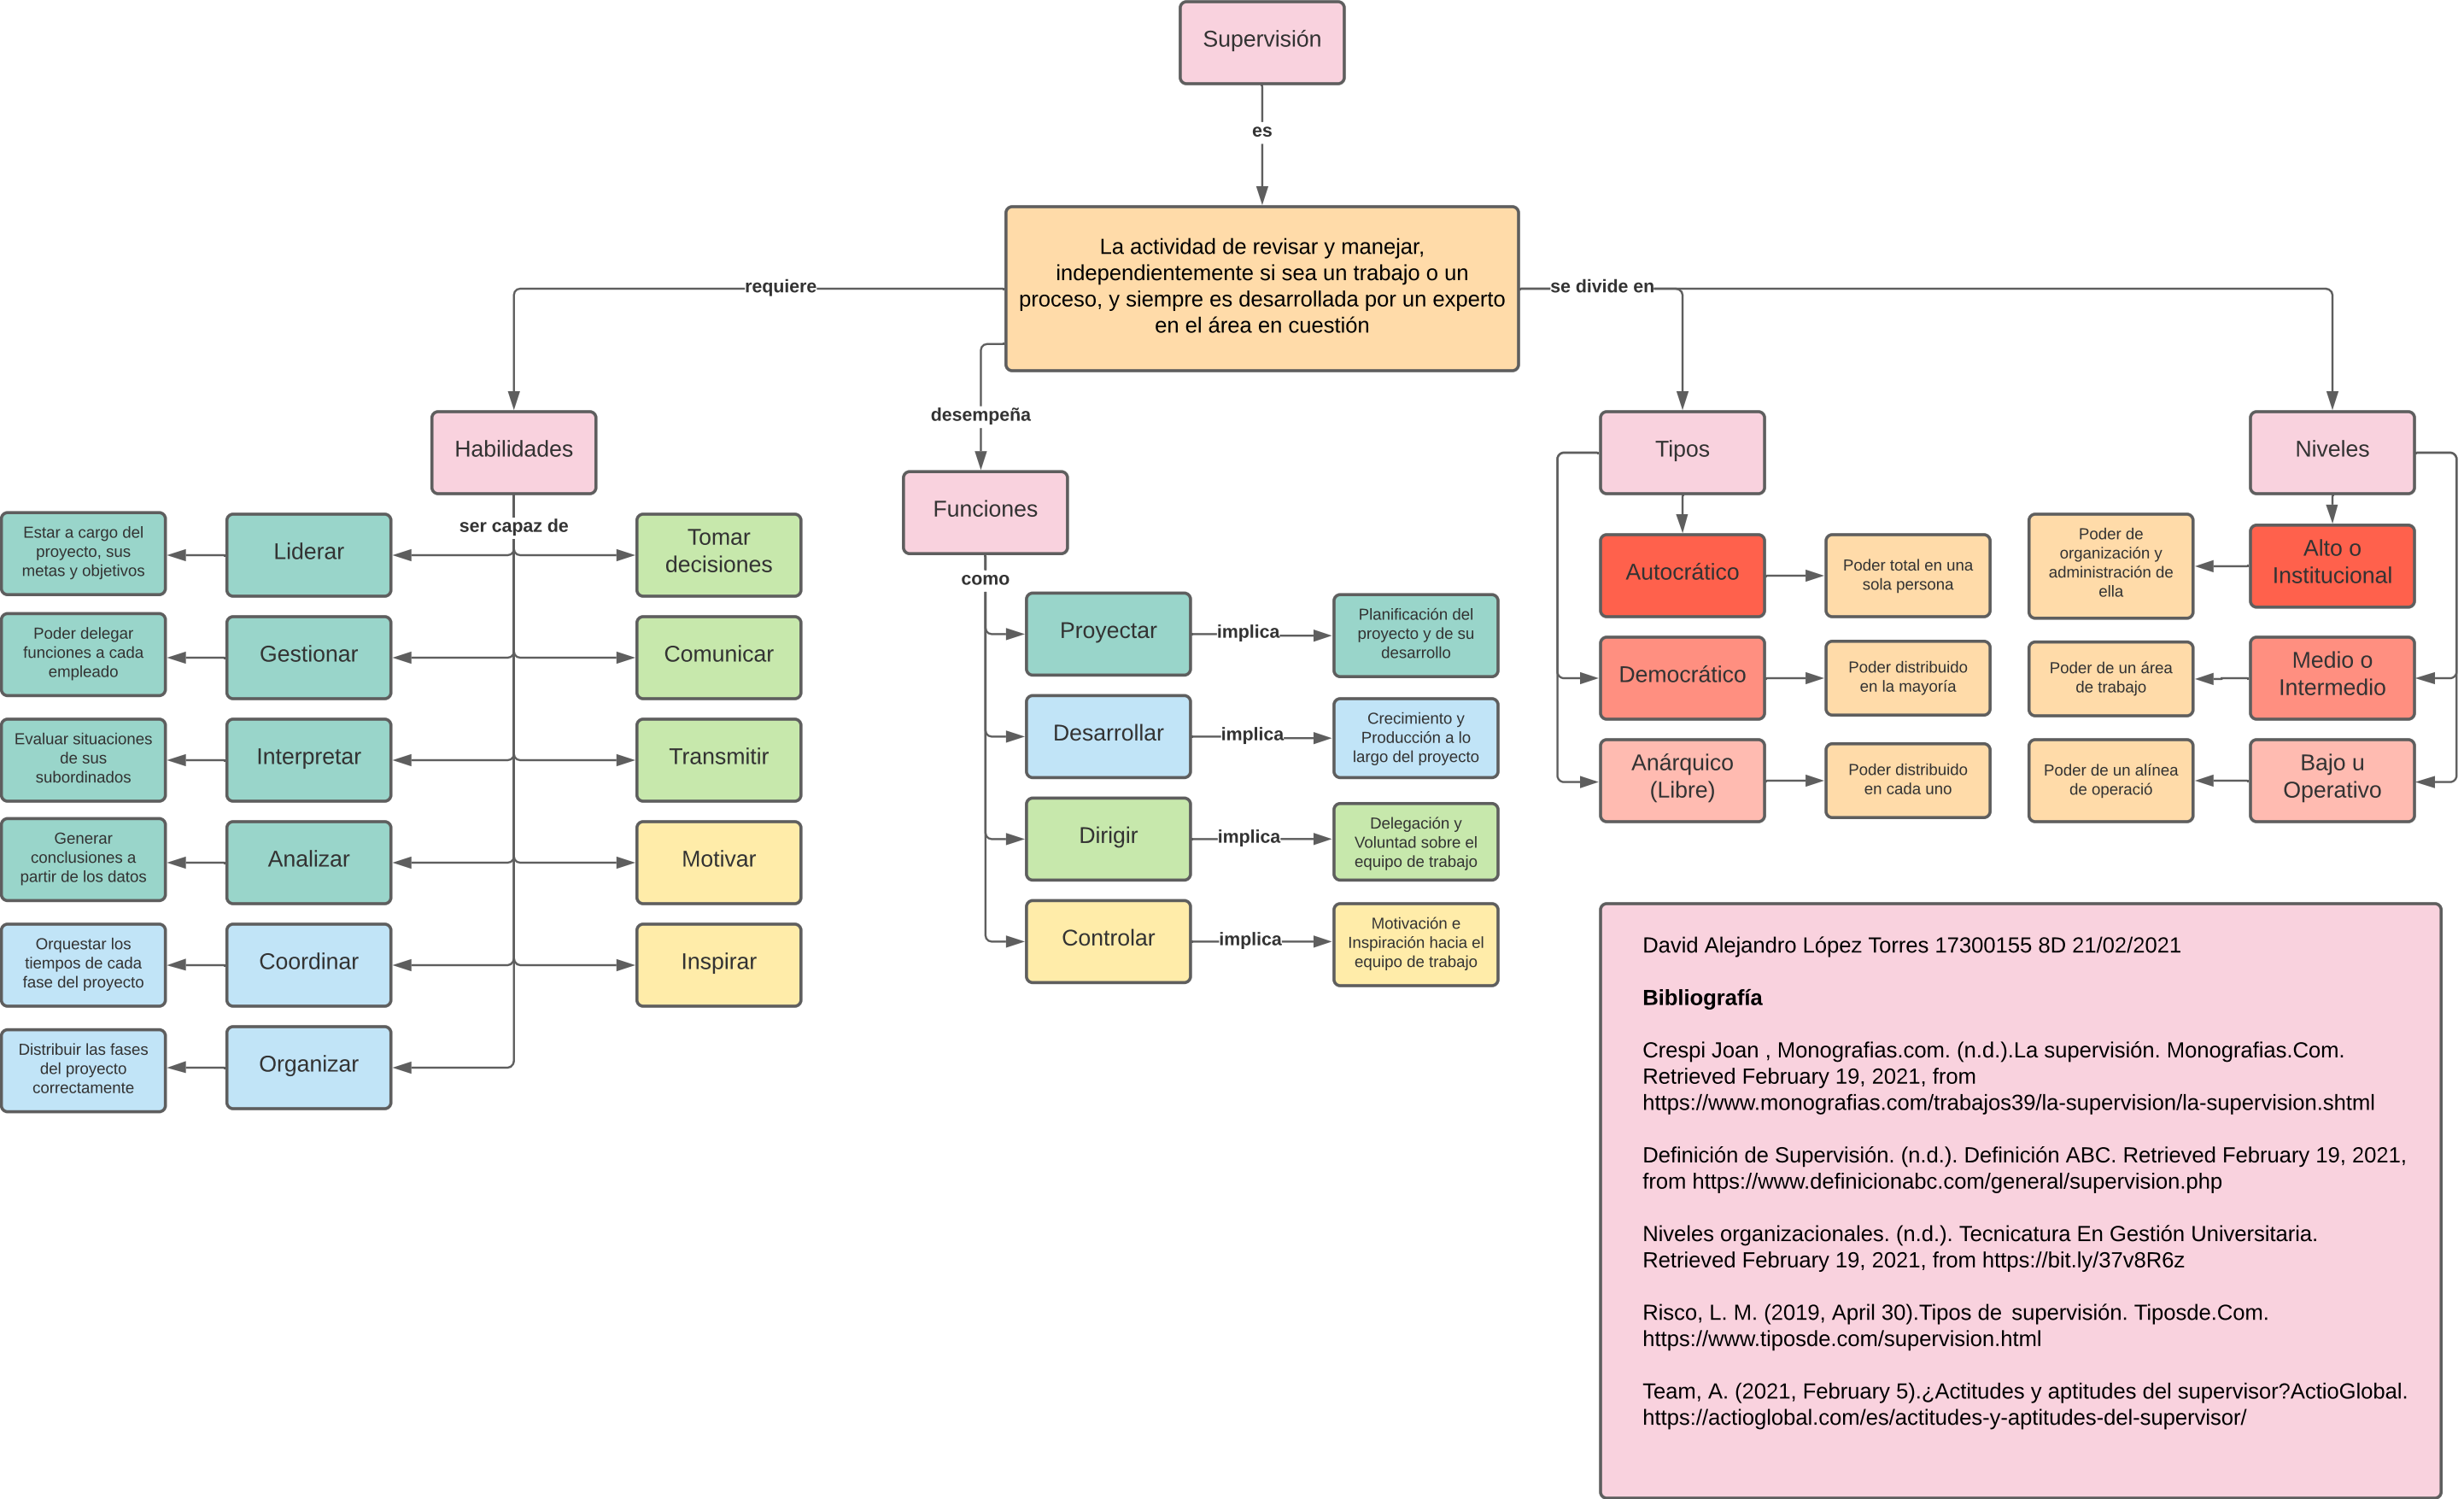 Supervisión
es
La actividad de revisar y manejar,
independientemente si sea un trabajo o un
proceso, y siempre es desarrollada por un experto
en el área en cuestión
requiere
desempeña
se divide en
Habilidades
ser capaz de
Liderar
Estar a cargo del
proyecto, sus
metas y objetivos
Gestionar
Poder delegar
funciones a cada
empleado
Interpretar
Evaluar situaciones
de sus
subordinados
Analizar
Generar
conclusiones a
partir de los datos
Coordinar
Orquestar los
tiempos de cada
fase del proyecto
Organizar
Distribuir las fases
del proyecto
correctamente
Tomar
decisiones
Comunicar
Transmitir
Motivar
Inspirar
Funciones
como
Proyectar
implica
Planificación del
proyecto y de su
desarrollo
Desarrollar
implica
Crecimiento y
Producción a lo
largo del proyecto
Dirigir
implica
Delegación y
Voluntad sobre el
equipo de trabajo
Controlar
implica
Motivación e
Inspiración hacia el
equipo de trabajo
Tipos
Autocrático
Poder total en una
sola persona
Democrático
Poder distribuido
en la mayoría
Anárquico
(Libre)
Poder distribuido
en cada uno
Niveles
Alto o
Institucional
Poder de
organización y
administración de
ella
Medio o
Intermedio
Poder de un área
de trabajo
Bajo u
Operativo
Poder de un alínea
de operació
David Alejandro López Torres 17300155 8D 21/02/2021
Bibliografía
Crespi Joan , Monografias.com. (n.d.).La supervisión. Monografias.Com.
Retrieved February 19, 2021, from
https://www.monografias.com/trabajos39/la-supervision/la-supervision.shtml
Definición de Supervisión. (n.d.). Definición ABC. Retrieved February 19, 2021,
from https://www.definicionabc.com/general/supervision.php
Niveles organizacionales. (n.d.). Tecnicatura En Gestión Universitaria.
Retrieved February 19, 2021, from https://bit.ly/37v8R6z
Risco, L. M. (2019, April 30).Tipos de supervisión. Tiposde.Com.
https://www.tiposde.com/supervision.html
Team, A. (2021, February 5).¿Actitudes y aptitudes del supervisor?ActioGlobal.
https://actioglobal.com/es/actitudes-y-aptitudes-del-supervisor/